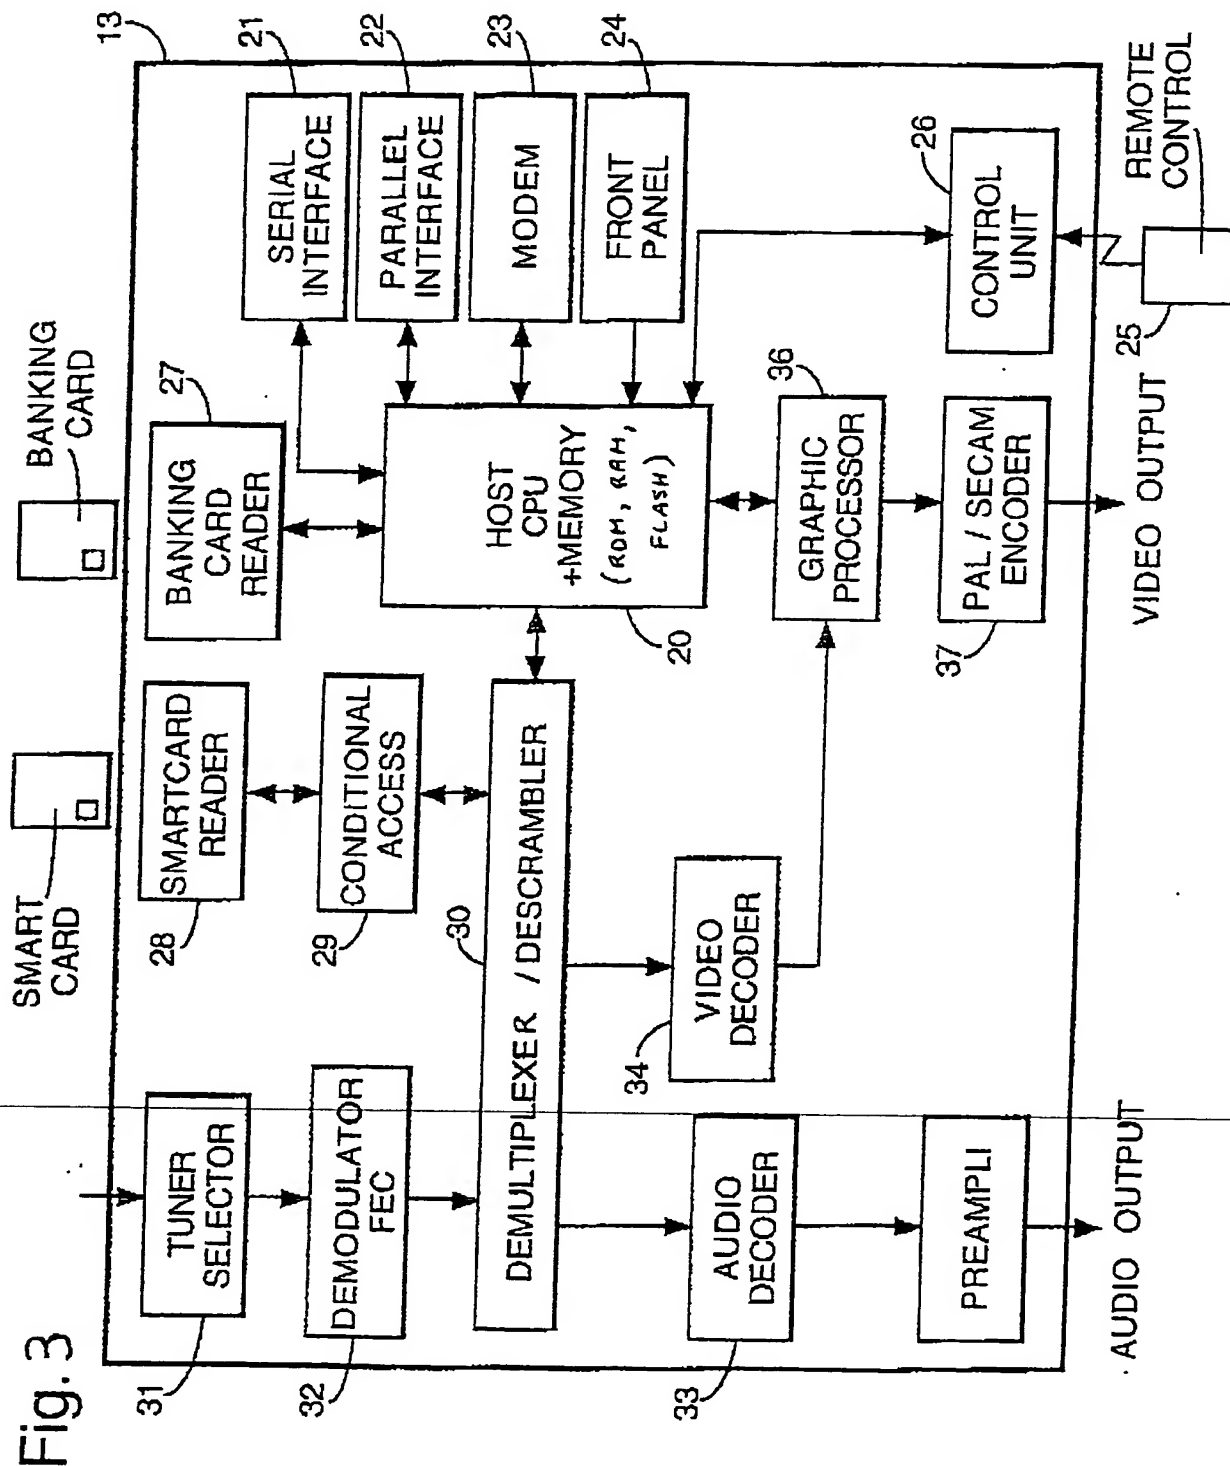 Fig. 3
13
SMART
CARD
BANKING
CARD
31
TUNER
SELECTOR
28
SMARTCARD
READER
BANKING
CARD
READER
27
SERIAL
INTERFACE
21
32
DEMODULATOR
FEC
29
CONDITIONAL
ACCESS
PARALLEL
INTERFACE
22
30
DEMULTIPLEXER / DESCRAMBLER
HOST
CPU
+MEMORY
(ROM, RAM,
FLASH)
20
MODEM
23
FRONT
PANEL
24
33
AUDIO
DECODER
34
VIDEO
DECODER
GRAPHIC
PROCESSOR
36
PREAMPLI
37
PAL / SECAM
ENCODER
CONTROL
UNIT
26
AUDIO OUTPUT
VIDEO OUTPUT
25
REMOTE
CONTROL